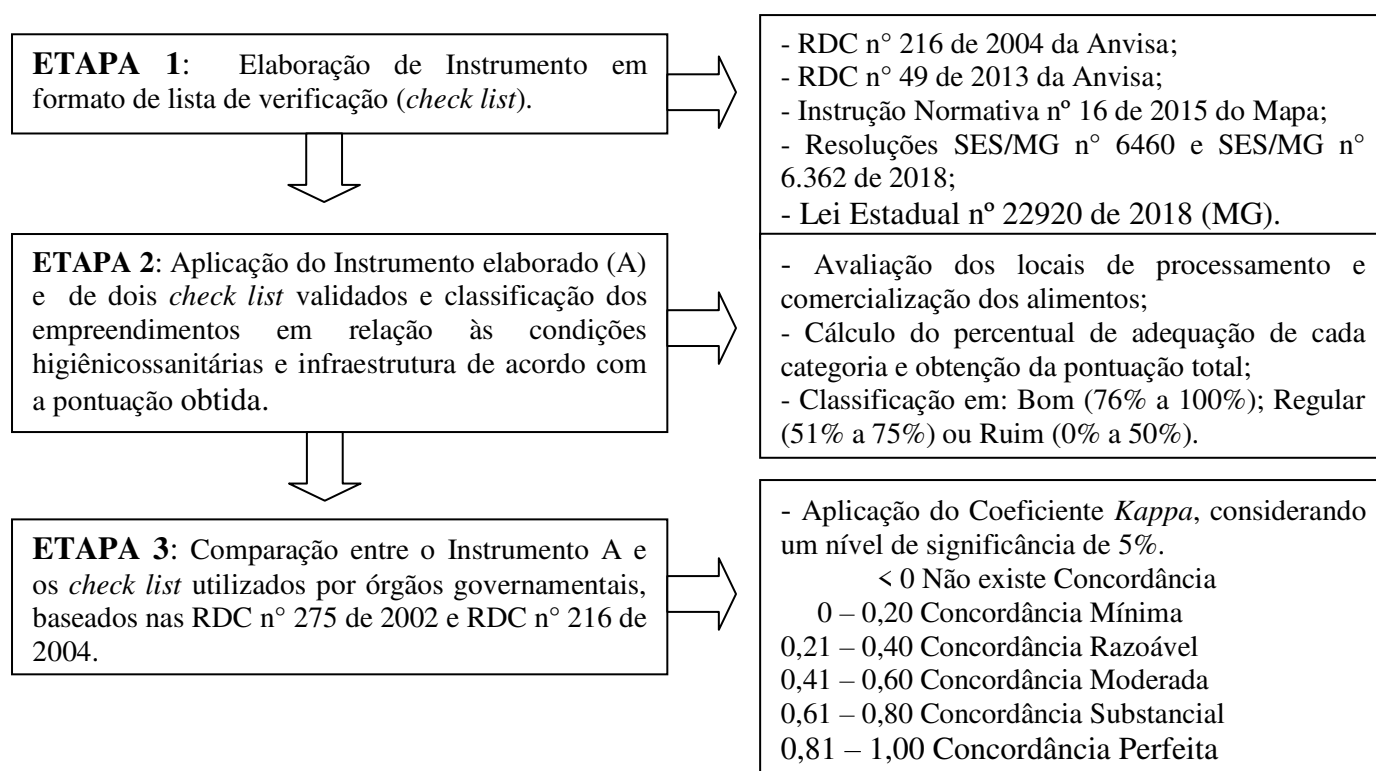 ETAPA 1: Elaboração de Instrumento em
formato de lista de verificação (check list).
- RDC n° 216 de 2004 da Anvisa;
- RDC n° 49 de 2013 da Anvisa;
- Instrução Normativa nº 16 de 2015 do Mapa;
- Resoluções SES/MG n° 6460 e SES/MG n°
6.362 de 2018;
- Lei Estadual nº 22920 de 2018 (MG).
ETAPA 2: Aplicação do Instrumento elaborado (A)
e de dois check list validados e classificação dos
empreendimentos em relação às condições
higiênicossanitárias e infraestrutura de acordo com
a pontuação obtida.
- Avaliação dos locais de processamento e
comercialização dos alimentos;
- Cálculo do percentual de adequação de cada
categoria e obtenção da pontuação total;
- Classificação em: Bom (76% a 100%); Regular
(51% a 75%) ou Ruim (0% a 50%).
ETAPA 3: Comparação entre o Instrumento A e
os check list utilizados por órgãos governamentais,
baseados nas RDC n° 275 de 2002 e RDC n° 216 de
2004.
- Aplicação do Coeficiente Kappa, considerando
um nível de significância de 5%.
< 0 Não existe Concordância
0 – 0,20 Concordância Mínima
0,21 – 0,40 Concordância Razoável
0,41 – 0,60 Concordância Moderada
0,61 – 0,80 Concordância Substancial
0,81 – 1,00 Concordância Perfeita